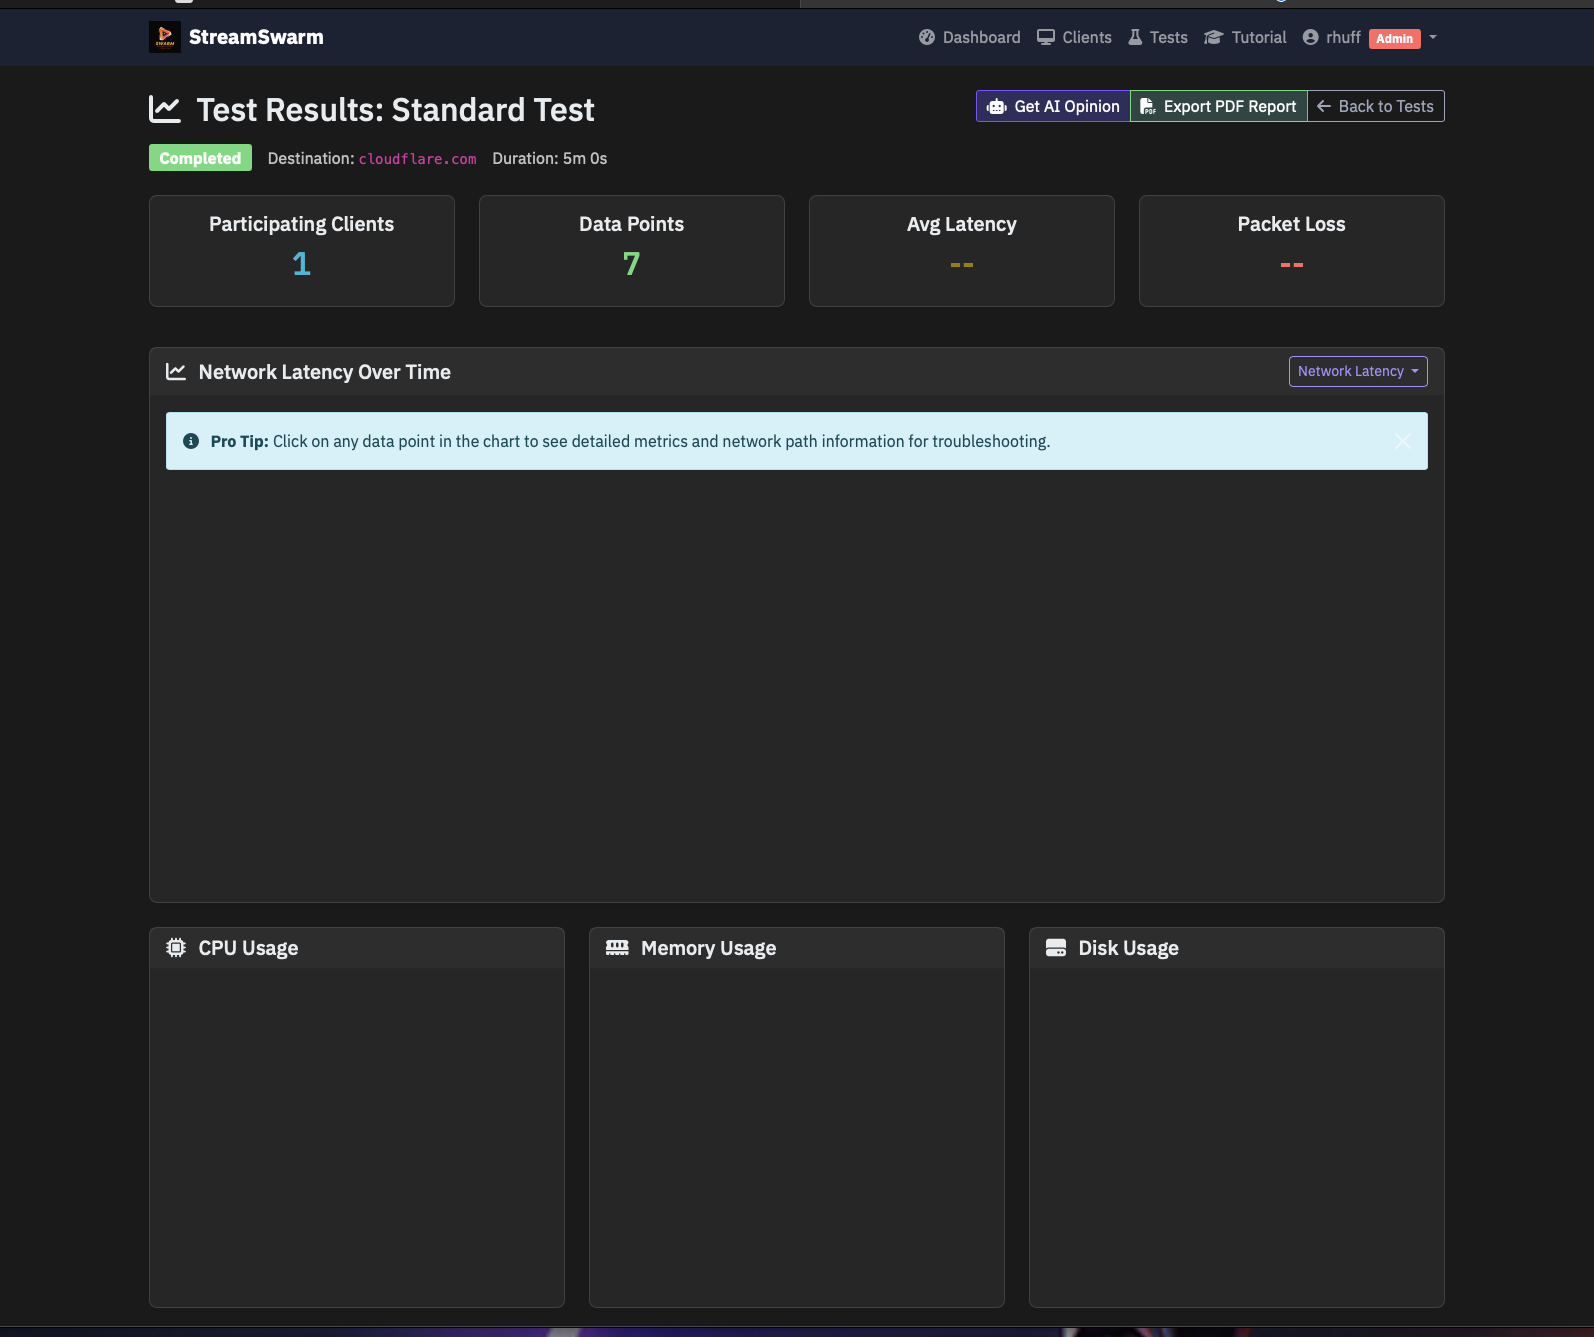 StreamSwarm
Dashboard
Clients
Tests
Tutorial
rhuff
Admin
Test Results: Standard Test
Get AI Opinion
Export PDF Report
Back to Tests
Completed
Destination: cloudflare.com
Duration: 5m 0s
Participating Clients
1
Data Points
7
Avg Latency
--
Packet Loss
--
Network Latency Over Time
Network Latency
Pro Tip: Click on any data point in the chart to see detailed metrics and network path information for troubleshooting.
CPU Usage
Memory Usage
Disk Usage